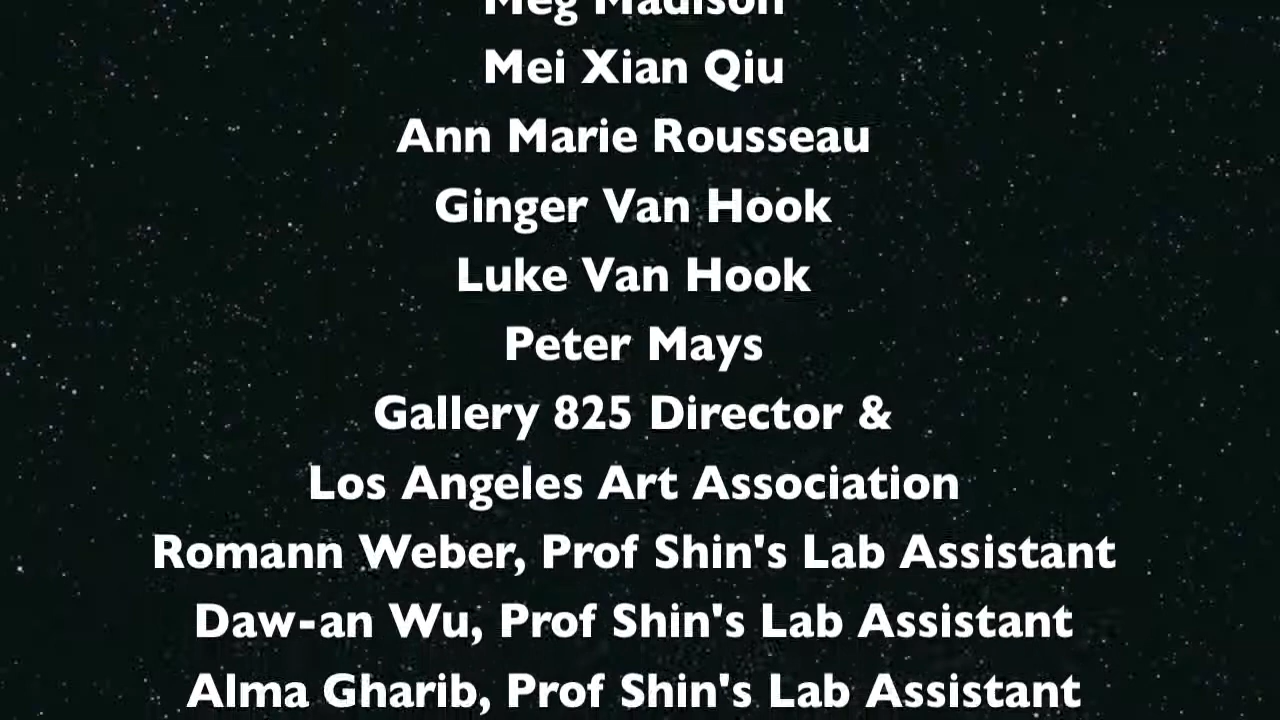 Meg Madison
Mei Xian Qiu
Ann Marie Rousseau
Ginger Van Hook
Luke Van Hook
Peter Mays
Gallery 825 Director &
Los Angeles Art Association
Romann Weber, Prof Shin's Lab Assistant
Daw-an Wu, Prof Shin's Lab Assistant
Alma Gharib, Prof Shin's Lab Assistant